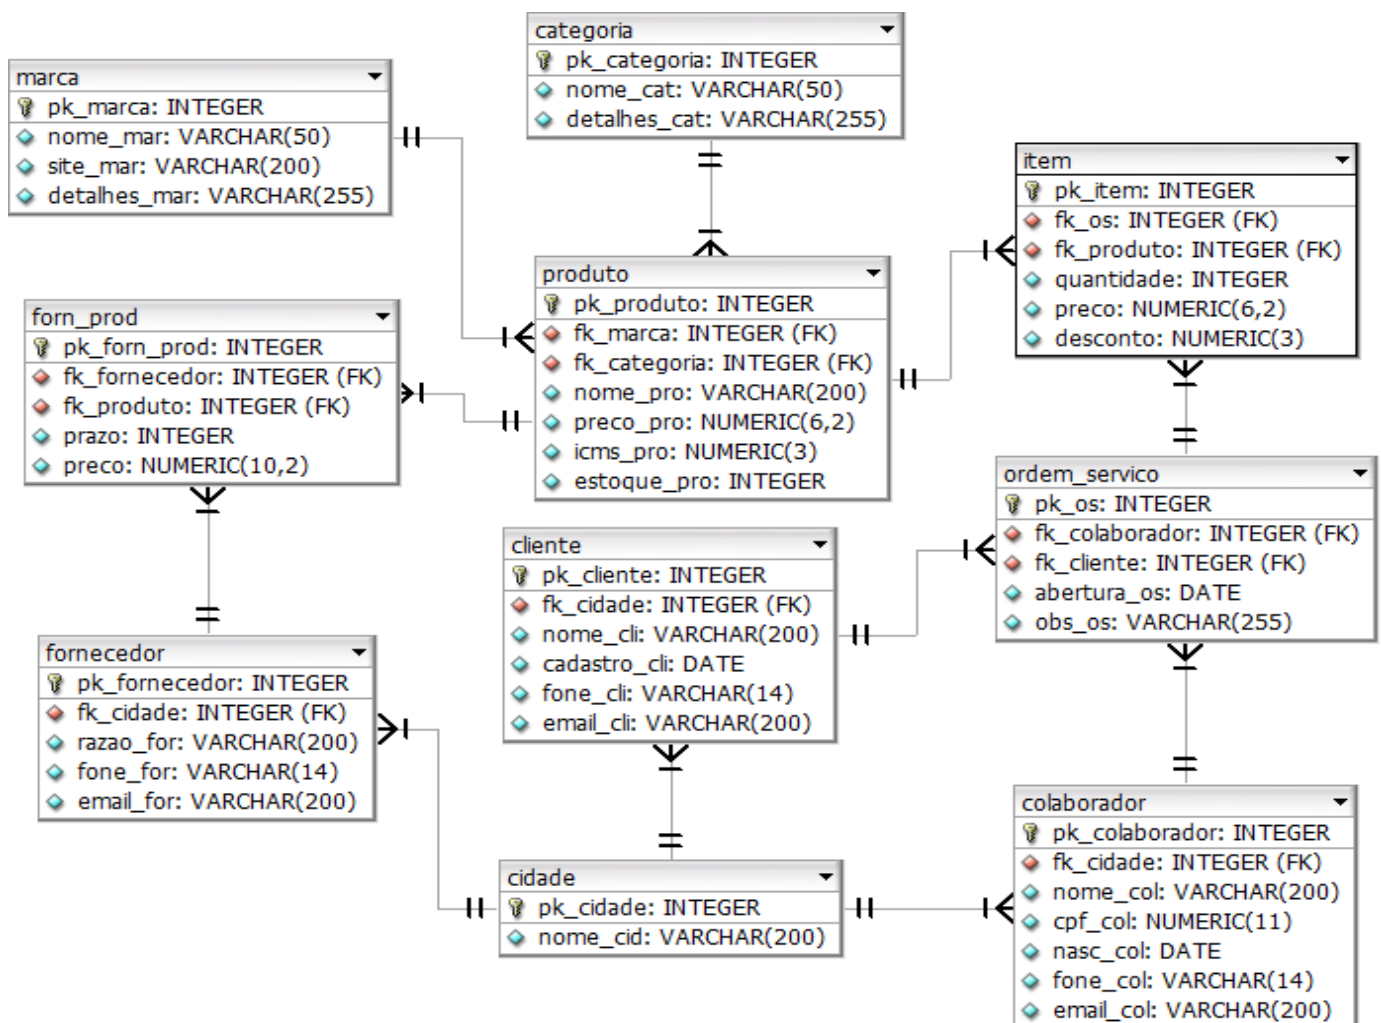 categoria
pk_categoria: INTEGER
nome_cat: VARCHAR(50)
detalhes_cat: VARCHAR(255)
marca
pk_marca: INTEGER
nome_mar: VARCHAR(50)
site_mar: VARCHAR(200)
detalhes_mar: VARCHAR(255)
item
pk_item: INTEGER
fk_os: INTEGER (FK)
fk_produto: INTEGER (FK)
quantidade: INTEGER
preco: NUMERIC(6,2)
desconto: NUMERIC(3)
produto
pk_produto: INTEGER
fk_marca: INTEGER (FK)
fk_categoria: INTEGER (FK)
nome_pro: VARCHAR(200)
preco_pro: NUMERIC(6,2)
icms_pro: NUMERIC(3)
estoque_pro: INTEGER
forn_prod
pk_forn_prod: INTEGER
fk_fornecedor: INTEGER (FK)
fk_produto: INTEGER (FK)
prazo: INTEGER
preco: NUMERIC(10,2)
ordem_servico
pk_os: INTEGER
fk_colaborador: INTEGER (FK)
fk_cliente: INTEGER (FK)
abertura_os: DATE
obs_os: VARCHAR(255)
cliente
pk_cliente: INTEGER
fk_cidade: INTEGER (FK)
nome_cli: VARCHAR(200)
cadastro_cli: DATE
fone_cli: VARCHAR(14)
email_cli: VARCHAR(200)
fornecedor
pk_fornecedor: INTEGER
fk_cidade: INTEGER (FK)
razao_for: VARCHAR(200)
fone_for: VARCHAR(14)
email_for: VARCHAR(200)
colaborador
pk_colaborador: INTEGER
fk_cidade: INTEGER (FK)
nome_col: VARCHAR(200)
cpf_col: NUMERIC(11)
nasc_col: DATE
fone_col: VARCHAR(14)
email_col: VARCHAR(200)
cidade
pk_cidade: INTEGER
nome_cid: VARCHAR(200)